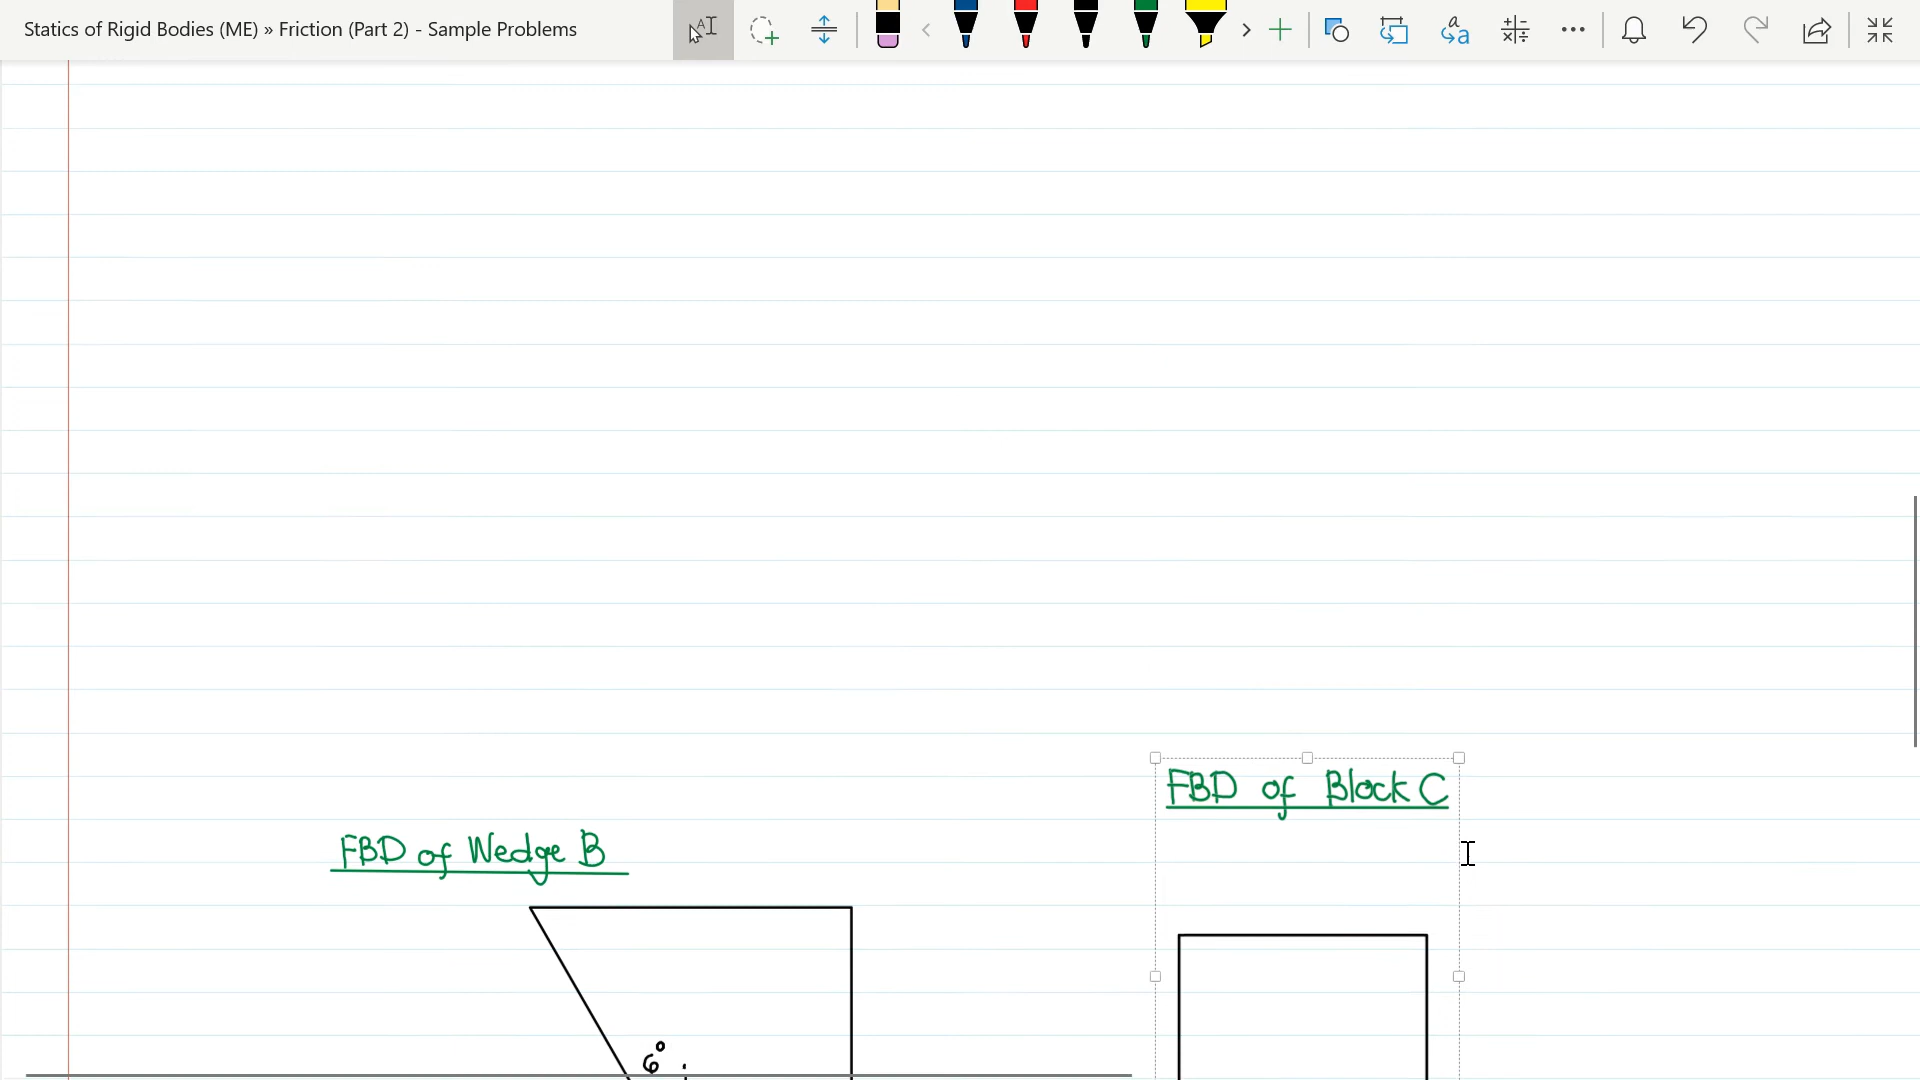 Statics of Rigid Bodies (ME) » Friction (Part 2) - Sample Problems
FBD of Block C
FBD of Wedge B
6°